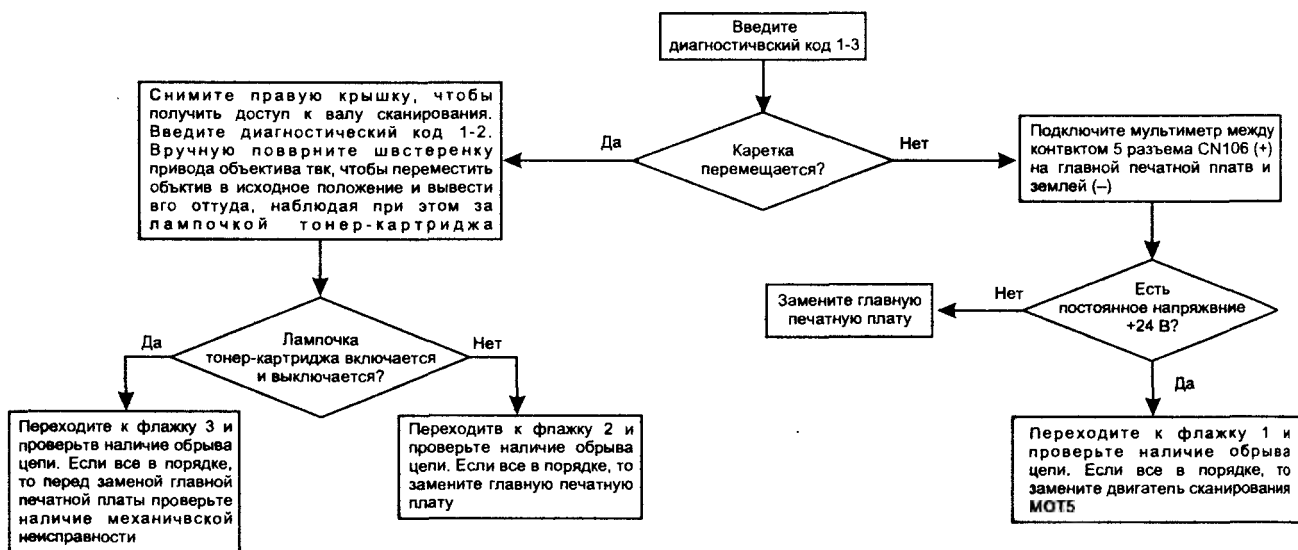 Введите
диагностичвский код 1-3
Снимите правую крышку, чтобы
получить доступ к валу сканирования.
Введите диагностический код 1-2.
Вручную повврните швстеренку
привода объектива твк, чтобы переместить
объктив в исходное положение и вывести
вго оттуда, наблюдая при этом за
лампочкой тонер-картриджа
Да
Каретка
перемещается?
Нет
Подключите мультиметр между
контвктом 5 разъема CN106 (+)
на главной печатной платв и
землей (–)
Замените главную
печатную плату
Нет
Есть
постоянное напряжвние
+24 В?
Да
Да
Лампочка
тонер-картриджа включается
и выключается?
Нет
Переходите к флажку 3 и
проверьтв наличие обрыва
цепи. Если все в порядке,
то перед заменой главной
печатной платы проверьте
наличие механичвской
неисправности
Переходитв к флажку 2 и
проверьте наличие обрыва
цепи. Если все в порядке, то
замените главную печатную
плату
Переходите к флажку 1 и
проверьте наличие обрыва
цепи. Если все в порядке, то
замените двигатель сканирования
МОТ5